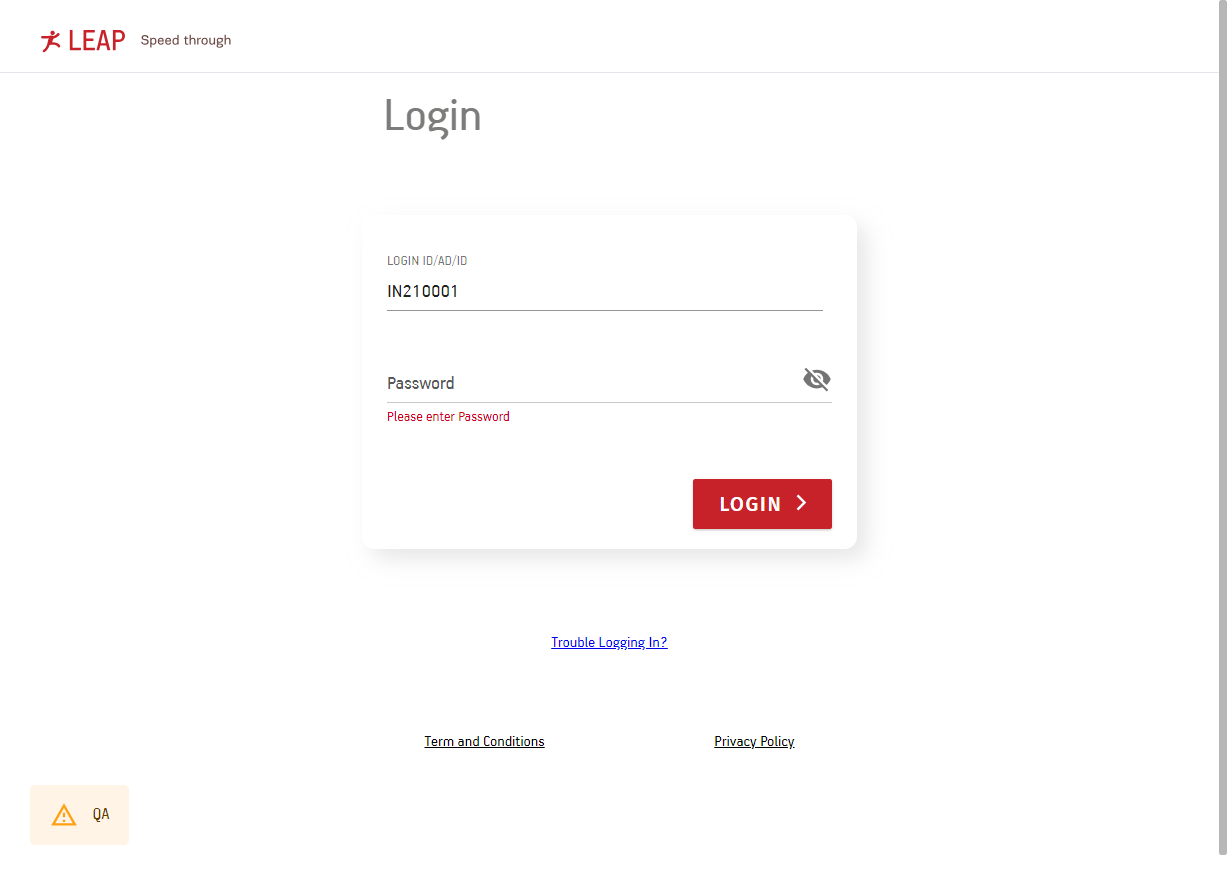 LEAP Speed through
Login
LOGIN ID/AD/ID
IN210001
Password
Please enter Password
LOGIN
Trouble Logging In?
Term and Conditions
Privacy Policy
QA